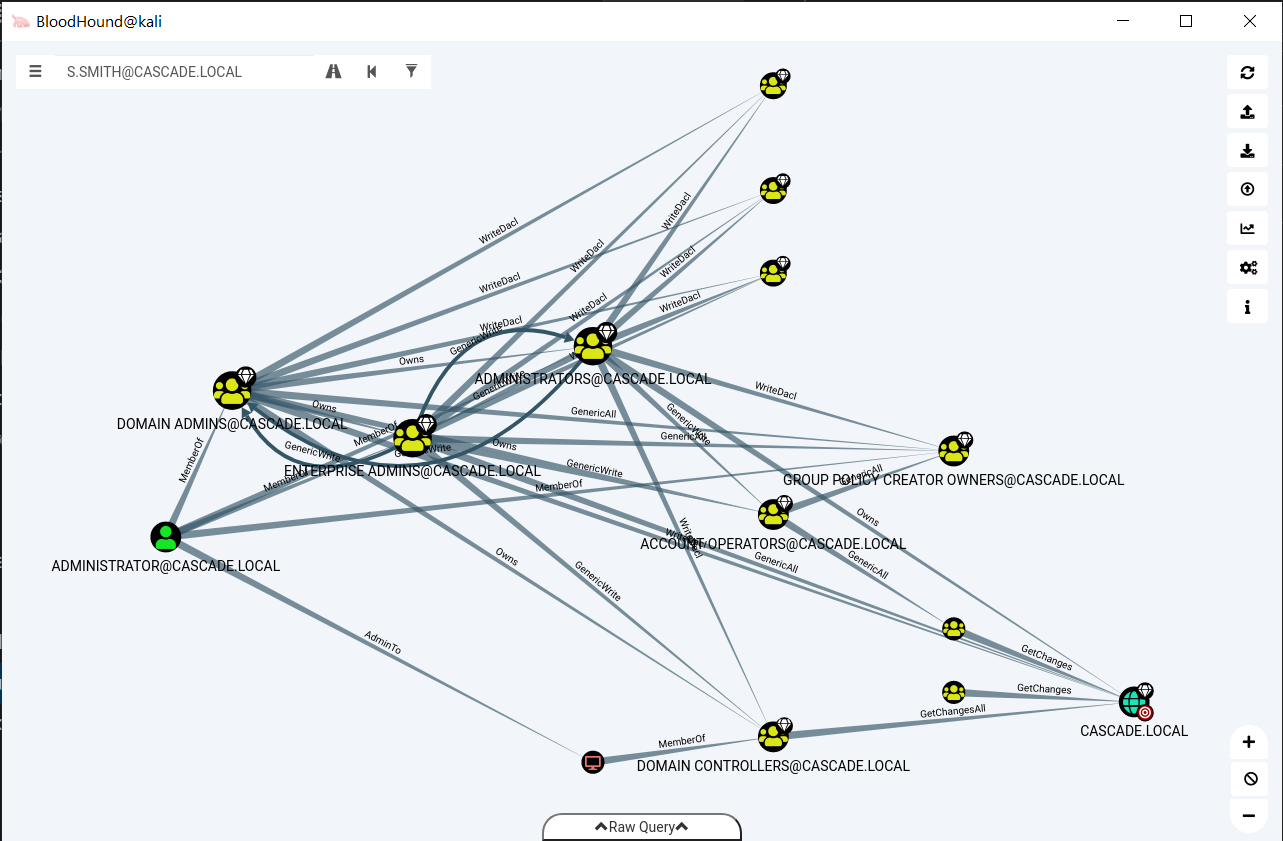 BloodHound@kali
S.SMITH@CASCADE.LOCAL
WriteDacl
WriteDacl
WriteDacl
WriteDacl
WriteDacl
WriteDacl
WriteDacl
WriteDacl
WriteDacl
GenericWrite
Owns
ADMINISTRATORS@CASCADE.LOCAL
WriteDacl
Owns
GenericAll
GenericWrite
DOMAIN ADMINS@CASCADE.LOCAL
MemberOf
GenericAll
Owns
GenericWrite
MemberOf
GenericWrite
ENTERPRISE ADMINS@CASCADE.LOCAL
GenericAll
GROUP POLICY CREATOR OWNERS@CASCADE.LOCAL
MemberOf
MemberOf
Owns
ACCOUNT OPERATORS@CASCADE.LOCAL
WriteDacl
Owns
GenericAll
GenericAll
ADMINISTRATOR@CASCADE.LOCAL
GenericWrite
AdminTo
GetChanges
GetChanges
GetChangesAll
CASCADE.LOCAL
MemberOf
DOMAIN CONTROLLERS@CASCADE.LOCAL
Raw Query